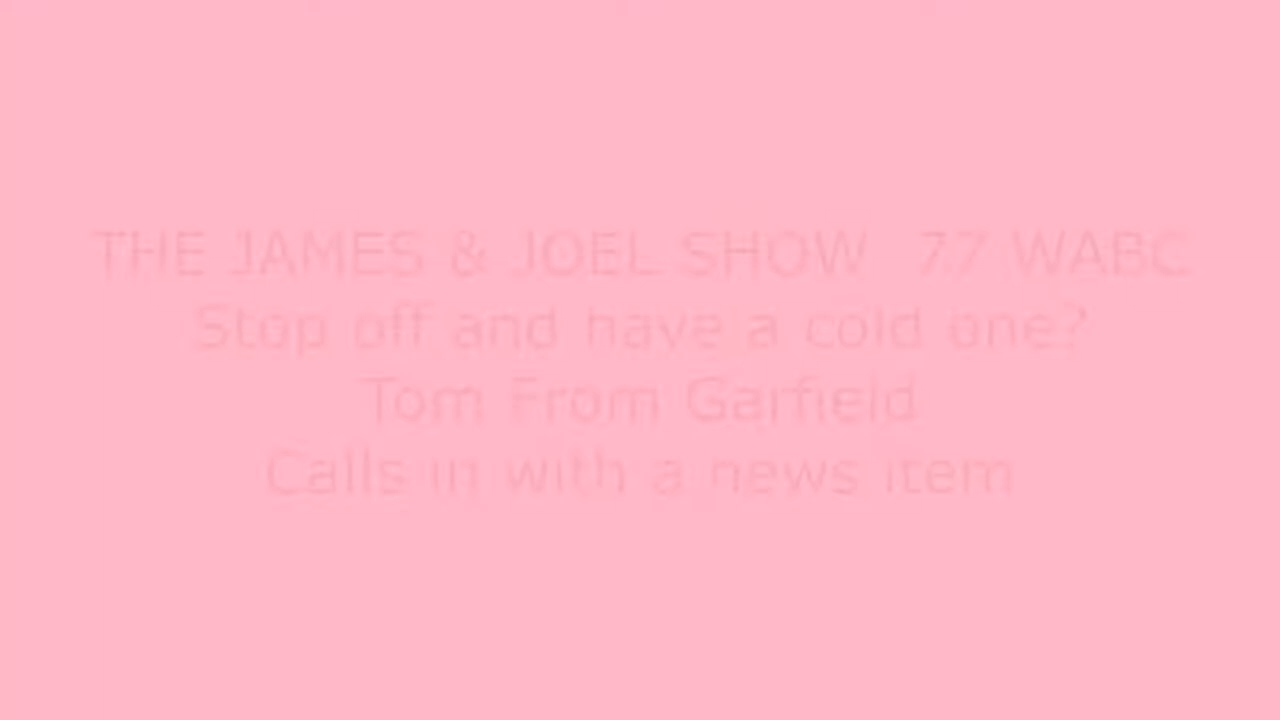 THE JAMES & JOEL SHOW 77 WABC
Stop off and have a cold one?
Tom From Garfield
Calls in with a news item